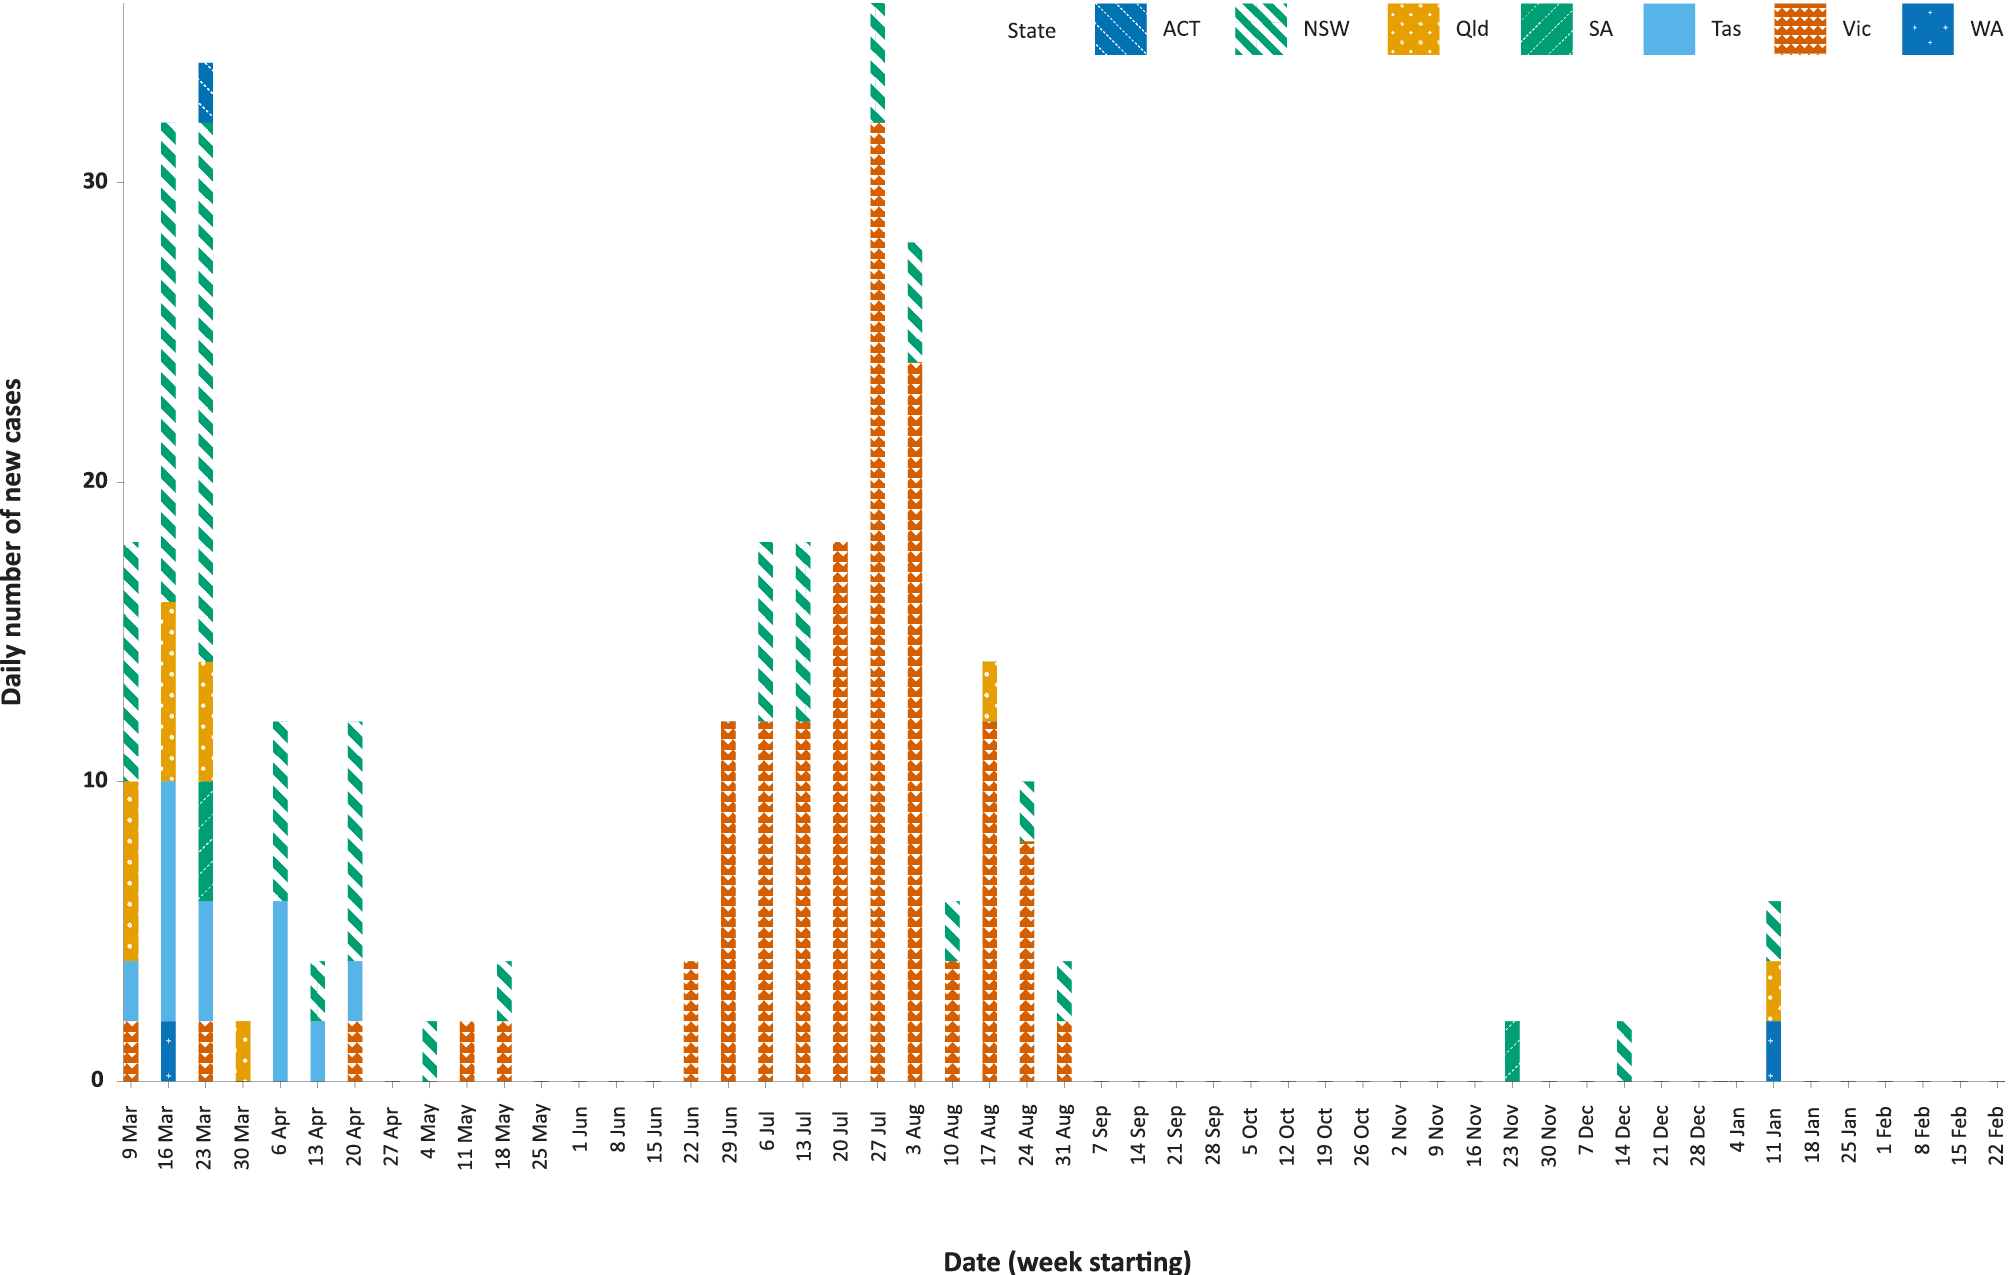 State ACT NSW Qld SA Tas Vic WA
Daily number of new cases
30
20
10
0
9 Mar
16 Mar
23 Mar
30 Mar
6 Apr
13 Apr
20 Apr
27 Apr
4 May
11 May
18 May
25 May
1 Jun
8 Jun
15 Jun
22 Jun
29 Jun
6 Jul
13 Jul
20 Jul
27 Jul
3 Aug
10 Aug
17 Aug
24 Aug
31 Aug
7 Sep
14 Sep
21 Sep
28 Sep
5 Oct
12 Oct
19 Oct
26 Oct
2 Nov
9 Nov
16 Nov
23 Nov
30 Nov
7 Dec
14 Dec
21 Dec
28 Dec
4 Jan
11 Jan
18 Jan
25 Jan
1 Feb
8 Feb
15 Feb
22 Feb
Date (week starting)